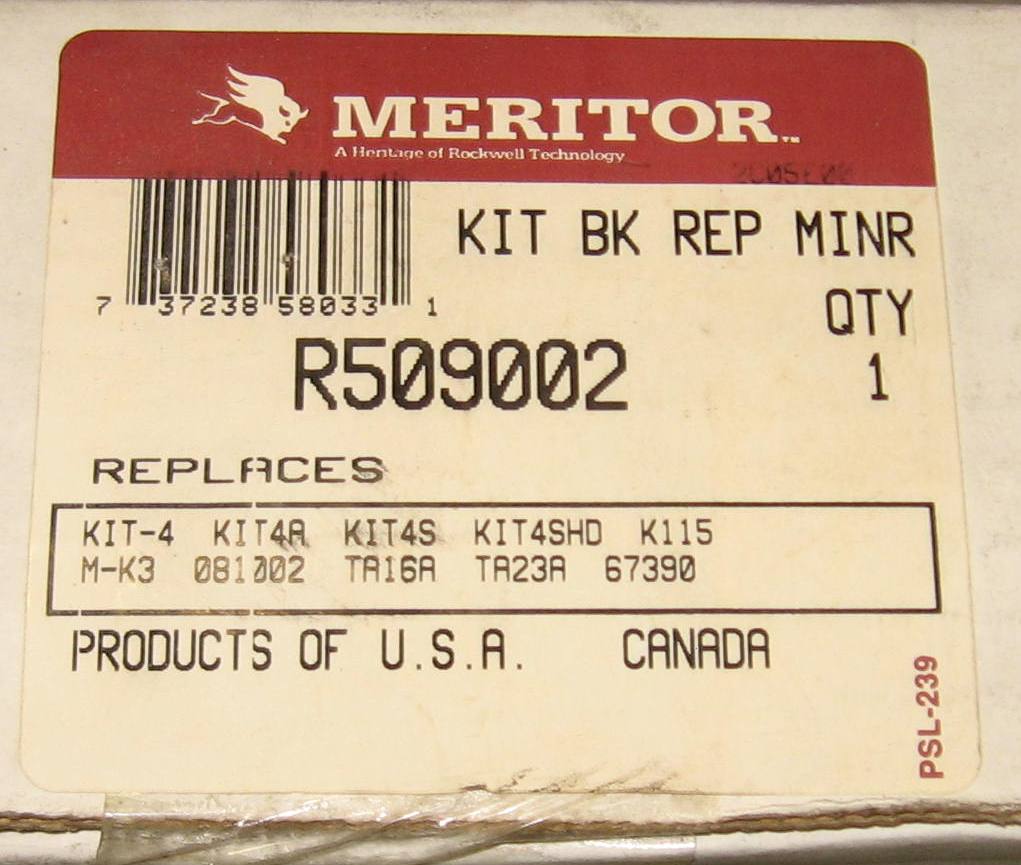 MERITOR™
A Heritage of Rockwell Technology
KIT BK REP MINR
7 37238 58033 1
QTY
R509002
1
REPLACES
KIT-4 KIT4A KIT4S KIT4SHD K115
M-K3 081002 TA16A TA23A 67390
PRODUCTS OF U.S.A. CANADA
PSL-239